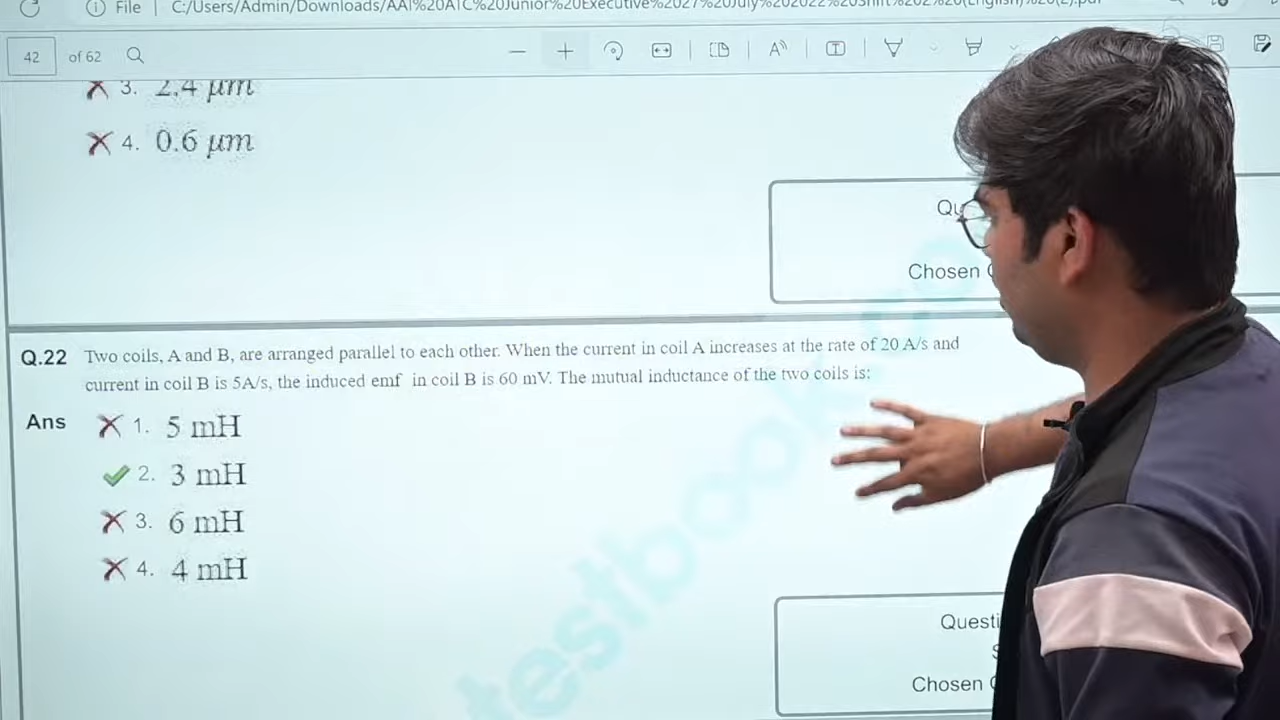 File | C:/Users/Admin/Downloads/AAI%20ATC%20Junior%20Executive%2027%20July%202022%20Shift%202%20(English)%20(2).pdf
42 of 62
3. 2.4 μm
4. 0.6 μm
Chosen
Q.22 Two coils, A and B, are arranged parallel to each other. When the current in coil A increases at the rate of 20 A/s and
current in coil B is 5A/s, the induced emf in coil B is 60 mV. The mutual inductance of the two coils is:
Ans 1. 5 mH
2. 3 mH
3. 6 mH
4. 4 mH
testbook
Chosen